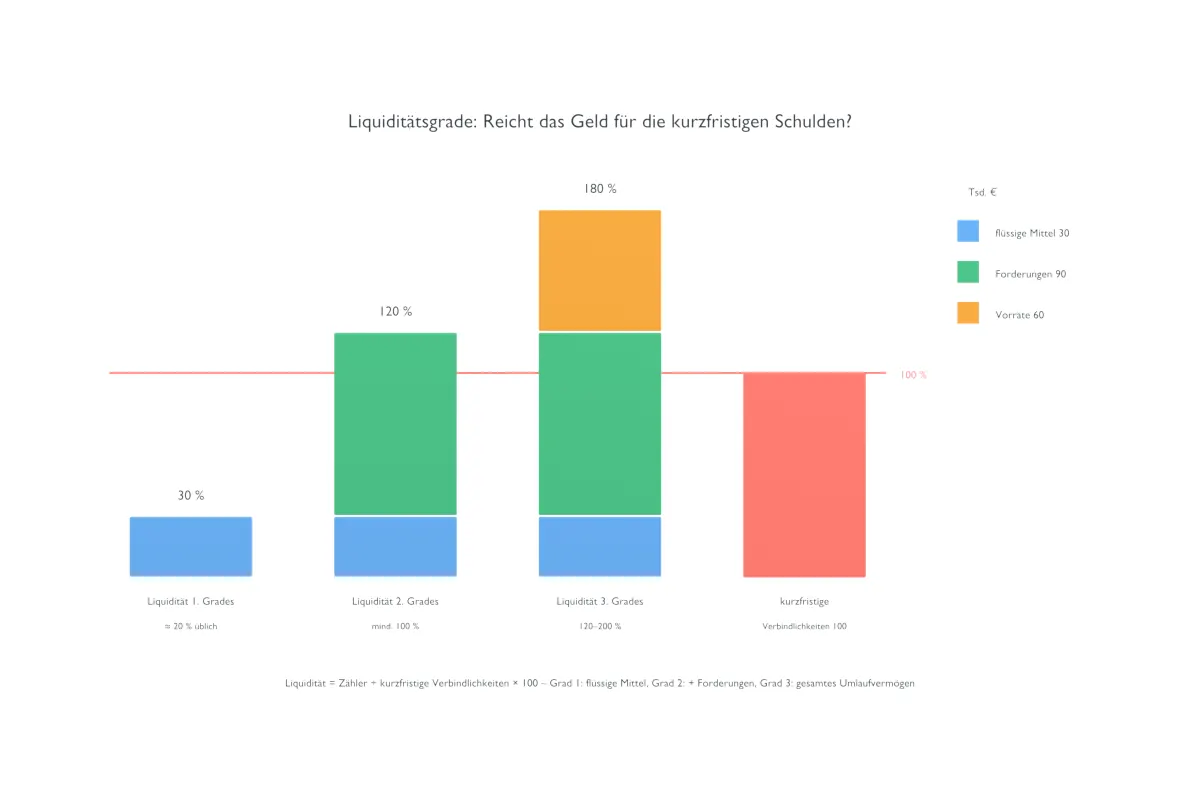 Liquiditätsgrade: Reicht das Geld für die kurzfristigen Schulden?
180 %
Tsd. €
flüssige Mittel 30
Forderungen 90
Vorräte 60
120 %
100 %
30 %
Liquidität 1. Grades
≈ 20 % üblich
Liquidität 2. Grades
mind. 100 %
Liquidität 3. Grades
120–200 %
kurzfristige
Verbindlichkeiten 100
Liquidität = Zähler ÷ kurzfristige Verbindlichkeiten × 100 – Grad 1: flüssige Mittel, Grad 2: + Forderungen, Grad 3: gesamtes Umlaufvermögen